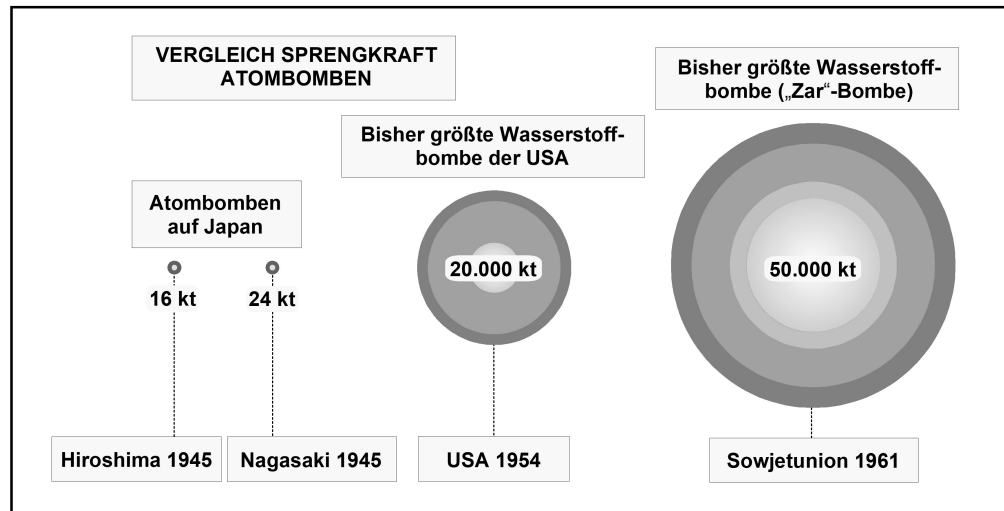 VERGLEICH SPRENGKRAFT
ATOMBOMBEN
Bisher größte Wasserstoff-
bombe („Zar“-Bombe)
Bisher größte Wasserstoff-
bombe der USA
Atombomben
auf Japan
16 kt
24 kt
20.000 kt
50.000 kt
Hiroshima 1945
Nagasaki 1945
USA 1954
Sowjetunion 1961